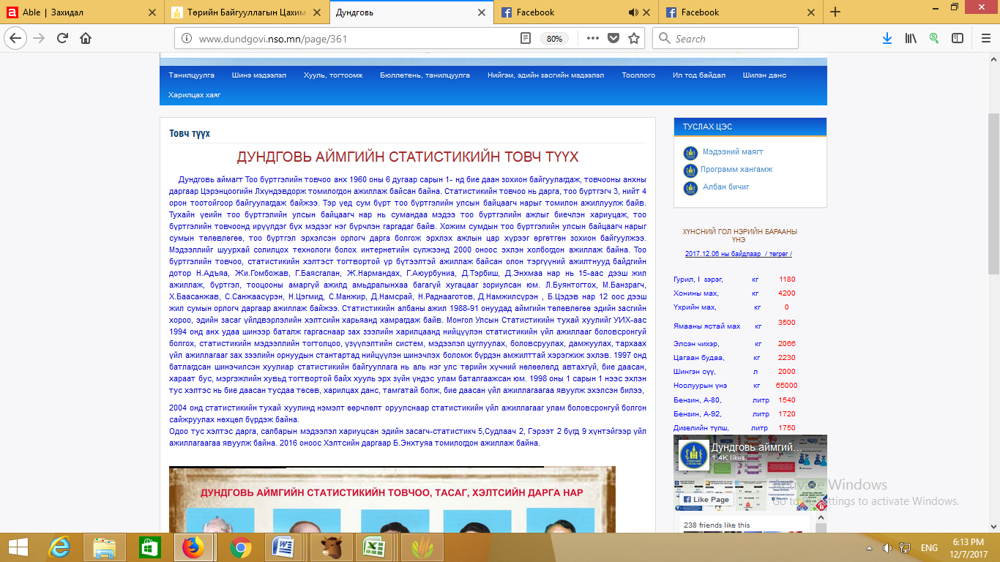 Able | Захидал
Төрийн Байгууллагын Цахим
Дундговь
Facebook
Facebook
www.dundgovi.nso.mn/page/361
80%
Search
Танилцуулга
Шинэ мэдээлэл
Хууль, тогтоомж
Бюллетень, танилцуулга
Нийгэм, эдийн засгийн мэдээлэл
Тооллого
Ил тод байдал
Шилэн данс
Харилцах хаяг
Товч түүх
ДУНДГОВЬ АЙМГИЙН СТАТИСТИКИЙН ТОВЧ ТҮҮХ
Дундговь аймагт Тоо бүртгэлийн товчоо анх 1960 оны 6 дугаар сарын 1- нд бие даан зохион байгуулагдаж, товчооны анхны
даргаар Цэрэнцоогийн Лхүндэвдорж томилогдон ажиллаж байсан байна. Статистикийн товчоо нь дарга, тоо бүртгэгч 3, нийт 4
орон тоотойгоор байгуулагдаж байжээ. Тэр үед сум бүрт тоо бүртгэлийн улсын байцаагч нарыг томилон ажиллуулж байв.
Тухайн үеийн тоо бүртгэлийн улсын байцаагч нар нь сумандаа мэдээ тоо бүртгэлийн ажлыг биечлэн хариуцаж, тоо
бүртгэлийн товчоонд ирүүлдэг бүх мэдээг нэг бүрчлэн гаргадаг байв. Хожим сумдын тоо бүртгэлийн улсын байцаагч нарыг
сумын төлөвлөгөө, тоо бүртгэл эрхэлсэн орлогч дарга болгож эрхлэх ажлын цар хүрээг өргөтгөн зохион байгуулжээ.
Мэдээллийг шуурхай солилцох технологи болох интернетийн сүлжээнд 2000 оноос эхлэн холбогдон ажиллаж байна. Тоо
бүртгэлийн товчоо, статистикийн хэлтэст тогтвортой үр бүтээлтэй ажиллаж байсан олон тэргүүний ажилтнууд байдгийн
дотор Н.Адъяа, Жи.Гомбожав, Г.Баясгалан, Ж.Нармандах, Г.Аюурбуниа, Д.Тэрбиш, Д.Энхмаа нар нь 15-аас дээш жил
ажиллаж, бүртгэл, тооцооны амаргүй ажилд амьдралынхаа багагүй хугацааг зориулсан юм. Л.Буянтогтох, М.Банзрагч,
Х.Баасанжав, С.Санжаасүрэн, Н.Цэгмид, С.Манжир, Д.Намсрай, Н.Раднааготов, Д.Намжилсүрэн , Б.Цэдэв нар 12 оос дээш
жил сумын орлогч даргаар ажиллаж байжээ. Статистикийн албаны ажил 1988-91 онуудад аймгийн төлөвлөгөө эдийн засгийн
хороо, эдийн засаг үйлдвэрлэлийн хэлтсийн харьяанд хамрагдаж байв. Монгол Улсын Статистикийн тухай хуулийг УИХ-аас
1994 онд анх удаа шинээр баталж гаргаснаар зах зээлийн харилцаанд нийцүүлэн статистикийн үйл ажиллааг боловсронгуй
болгох, статистикийн мэдээллийн тогтолцоо, үзүүлэлтийн систем, мэдээлэл цуглуулах, боловсруулах, дамжуулах, тархаах
үйл ажиллагааг зах зээлийн орнуудын стантартад нийцүүлэн шинэчлэх боломж бүрдэн амжилттай хэрэгжиж эхлэв. 1997 онд
батлагдсан шинэчилсэн хуулиар статистикийн байгууллага нь аль нэг улс төрийн хүчний нөлөөлөлд автахгүй, бие даасан,
хараат бус, мэргэжлийн хувьд тогтвортой байх хууль эрх зүйн үндэс улам баталгаажсан юм. 1998 оны 1 сарын 1 нээс эхлэн
тус хэлтэс нь бие даасан тусдаа төсөв, харилцах данс, тамгатай болж, бие даасан үйл ажиллагаагаа явуулж эхэлсэн билээ,
2004 онд статистикийн тухай хуулинд нэмэлт өөрчлөлт оруулснаар статистикийн үйл ажиллагааг улам боловсронгуй болгон
сайжруулах нөхцөл бүрдэж байна.
Одоо тус хэлтэс дарга, салбарын мэдээлэл хариуцсан эдийн засагч-статистикч 5,Судлаач 2, Гэрээт 2 бүгд 9 хүнтэйгээр үйл
ажиллагаагаа явуулж байна. 2016 оноос Хэлтсийн даргаар Б.Энхтуяа томилогдон ажиллаж байна.
ДУНДГОВЬ АЙМГИЙН СТАТИСТИКИЙН ТОВЧОО, ТАСАГ, ХЭЛТСИЙН ДАРГА НАР
ТУСЛАХ ЦЭС
Мэдээний маягт
Программ хангамж
Албан бичиг
ХҮНСНИЙ ГОЛ НЭРИЙН БАРААНЫ
ҮНЭ
2017.12.06 ны байдлаар / төгрөг /
Гурил, I зэрэг, кг 1180
Хонины мах, кг 4200
Үхрийн мах, кг 0
Ямааны ястай мах кг 3500
Элсэн чихэр, кг 2066
Цагаан будаа, кг 2230
Шингэн сүү, л 2000
Ноолуурын үнэ кг 65000
Бензин, А-80, литр 1540
Бензин, А-92, литр 1720
Дизелийн түлш, литр 1750
Дундговь аймгий...
1.4K likes
Like Page
238 friends like this
Activate Windows
Go to Settings to activate Windows.
ENG
6:13 PM
12/7/2017